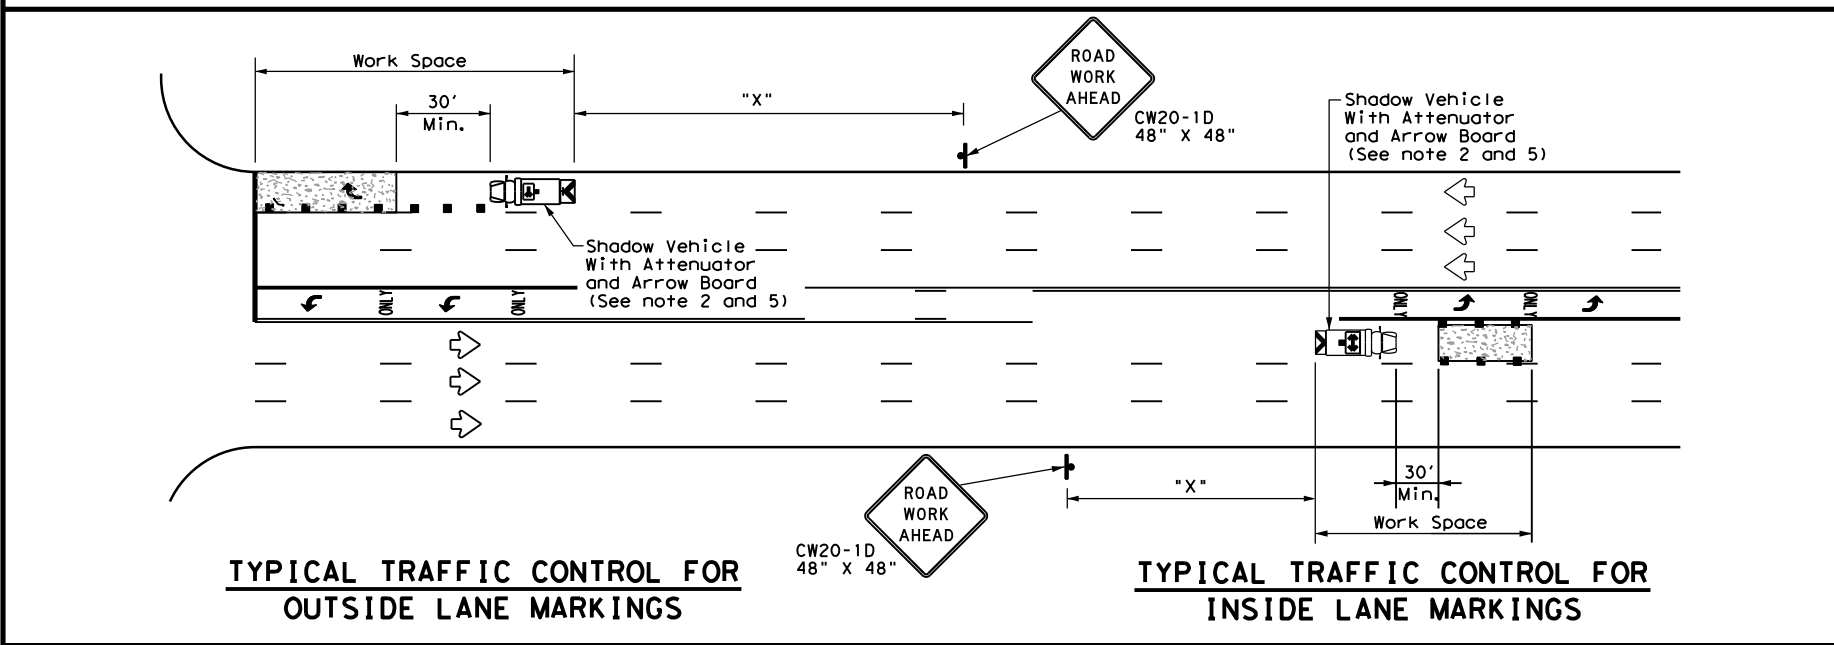 Work Space
30'
Min.
"X"
ROAD
WORK
AHEAD
CW20-1D
48" X 48"
Shadow Vehicle
With Attenuator
and Arrow Board
(See note 2 and 5)
Shadow Vehicle
With Attenuator
and Arrow Board
(See note 2 and 5)
ONLY
ONLY
ONLY
ONLY
ROAD
WORK
AHEAD
CW20-1D
48" X 48"
"X"
30'
Min.
Work Space
TYPICAL TRAFFIC CONTROL FOR
OUTSIDE LANE MARKINGS
TYPICAL TRAFFIC CONTROL FOR
INSIDE LANE MARKINGS